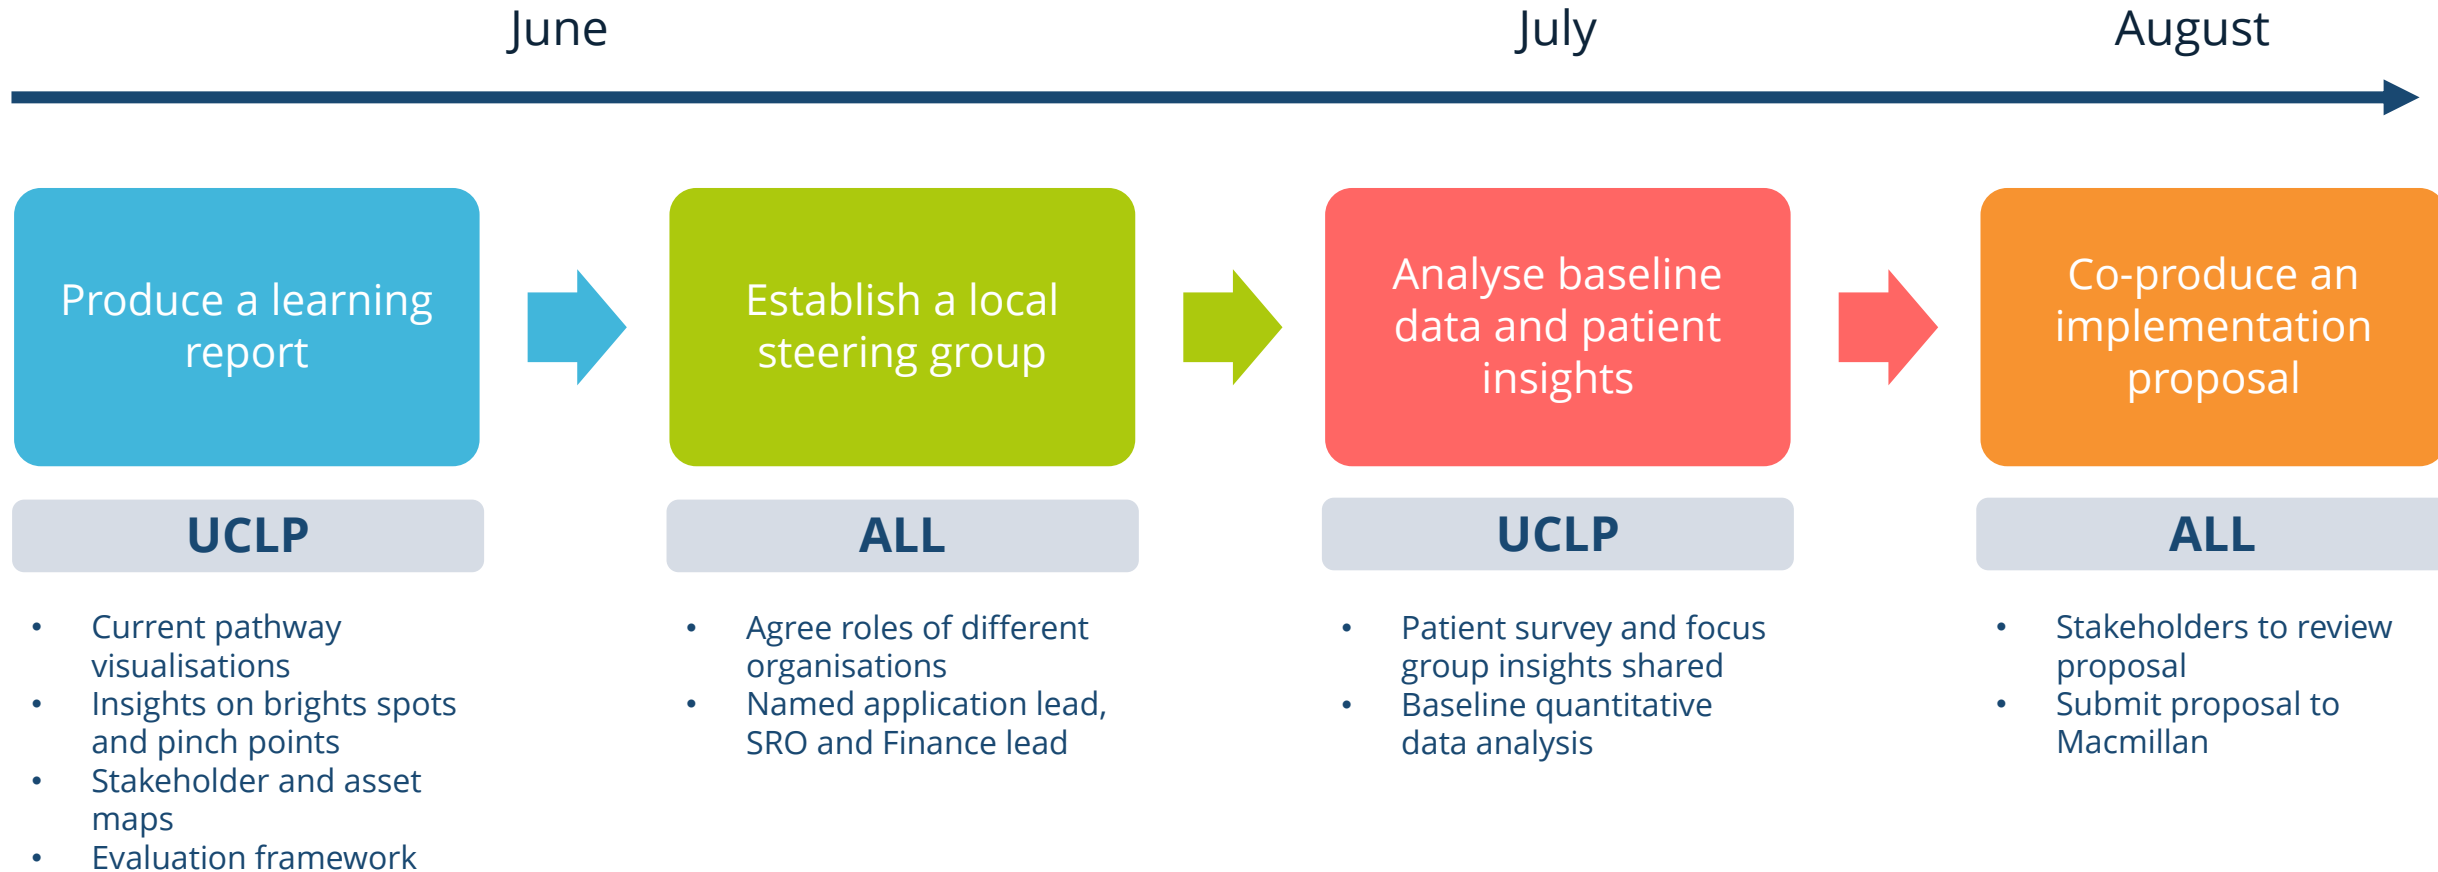 June
July
August
Produce a learning
report
Establish a local
steering group
Analyse baseline
data and patient
insights
Co-produce an
implementation
proposal
UCLP
ALL
UCLP
ALL
• Current pathway
visualisations
• Insights on brights spots
and pinch points
• Stakeholder and asset
maps
• Evaluation framework
• Agree roles of different
organisations
• Named application lead,
SRO and Finance lead
• Patient survey and focus
group insights shared
• Baseline quantitative
data analysis
• Stakeholders to review
proposal
• Submit proposal to
Macmillan